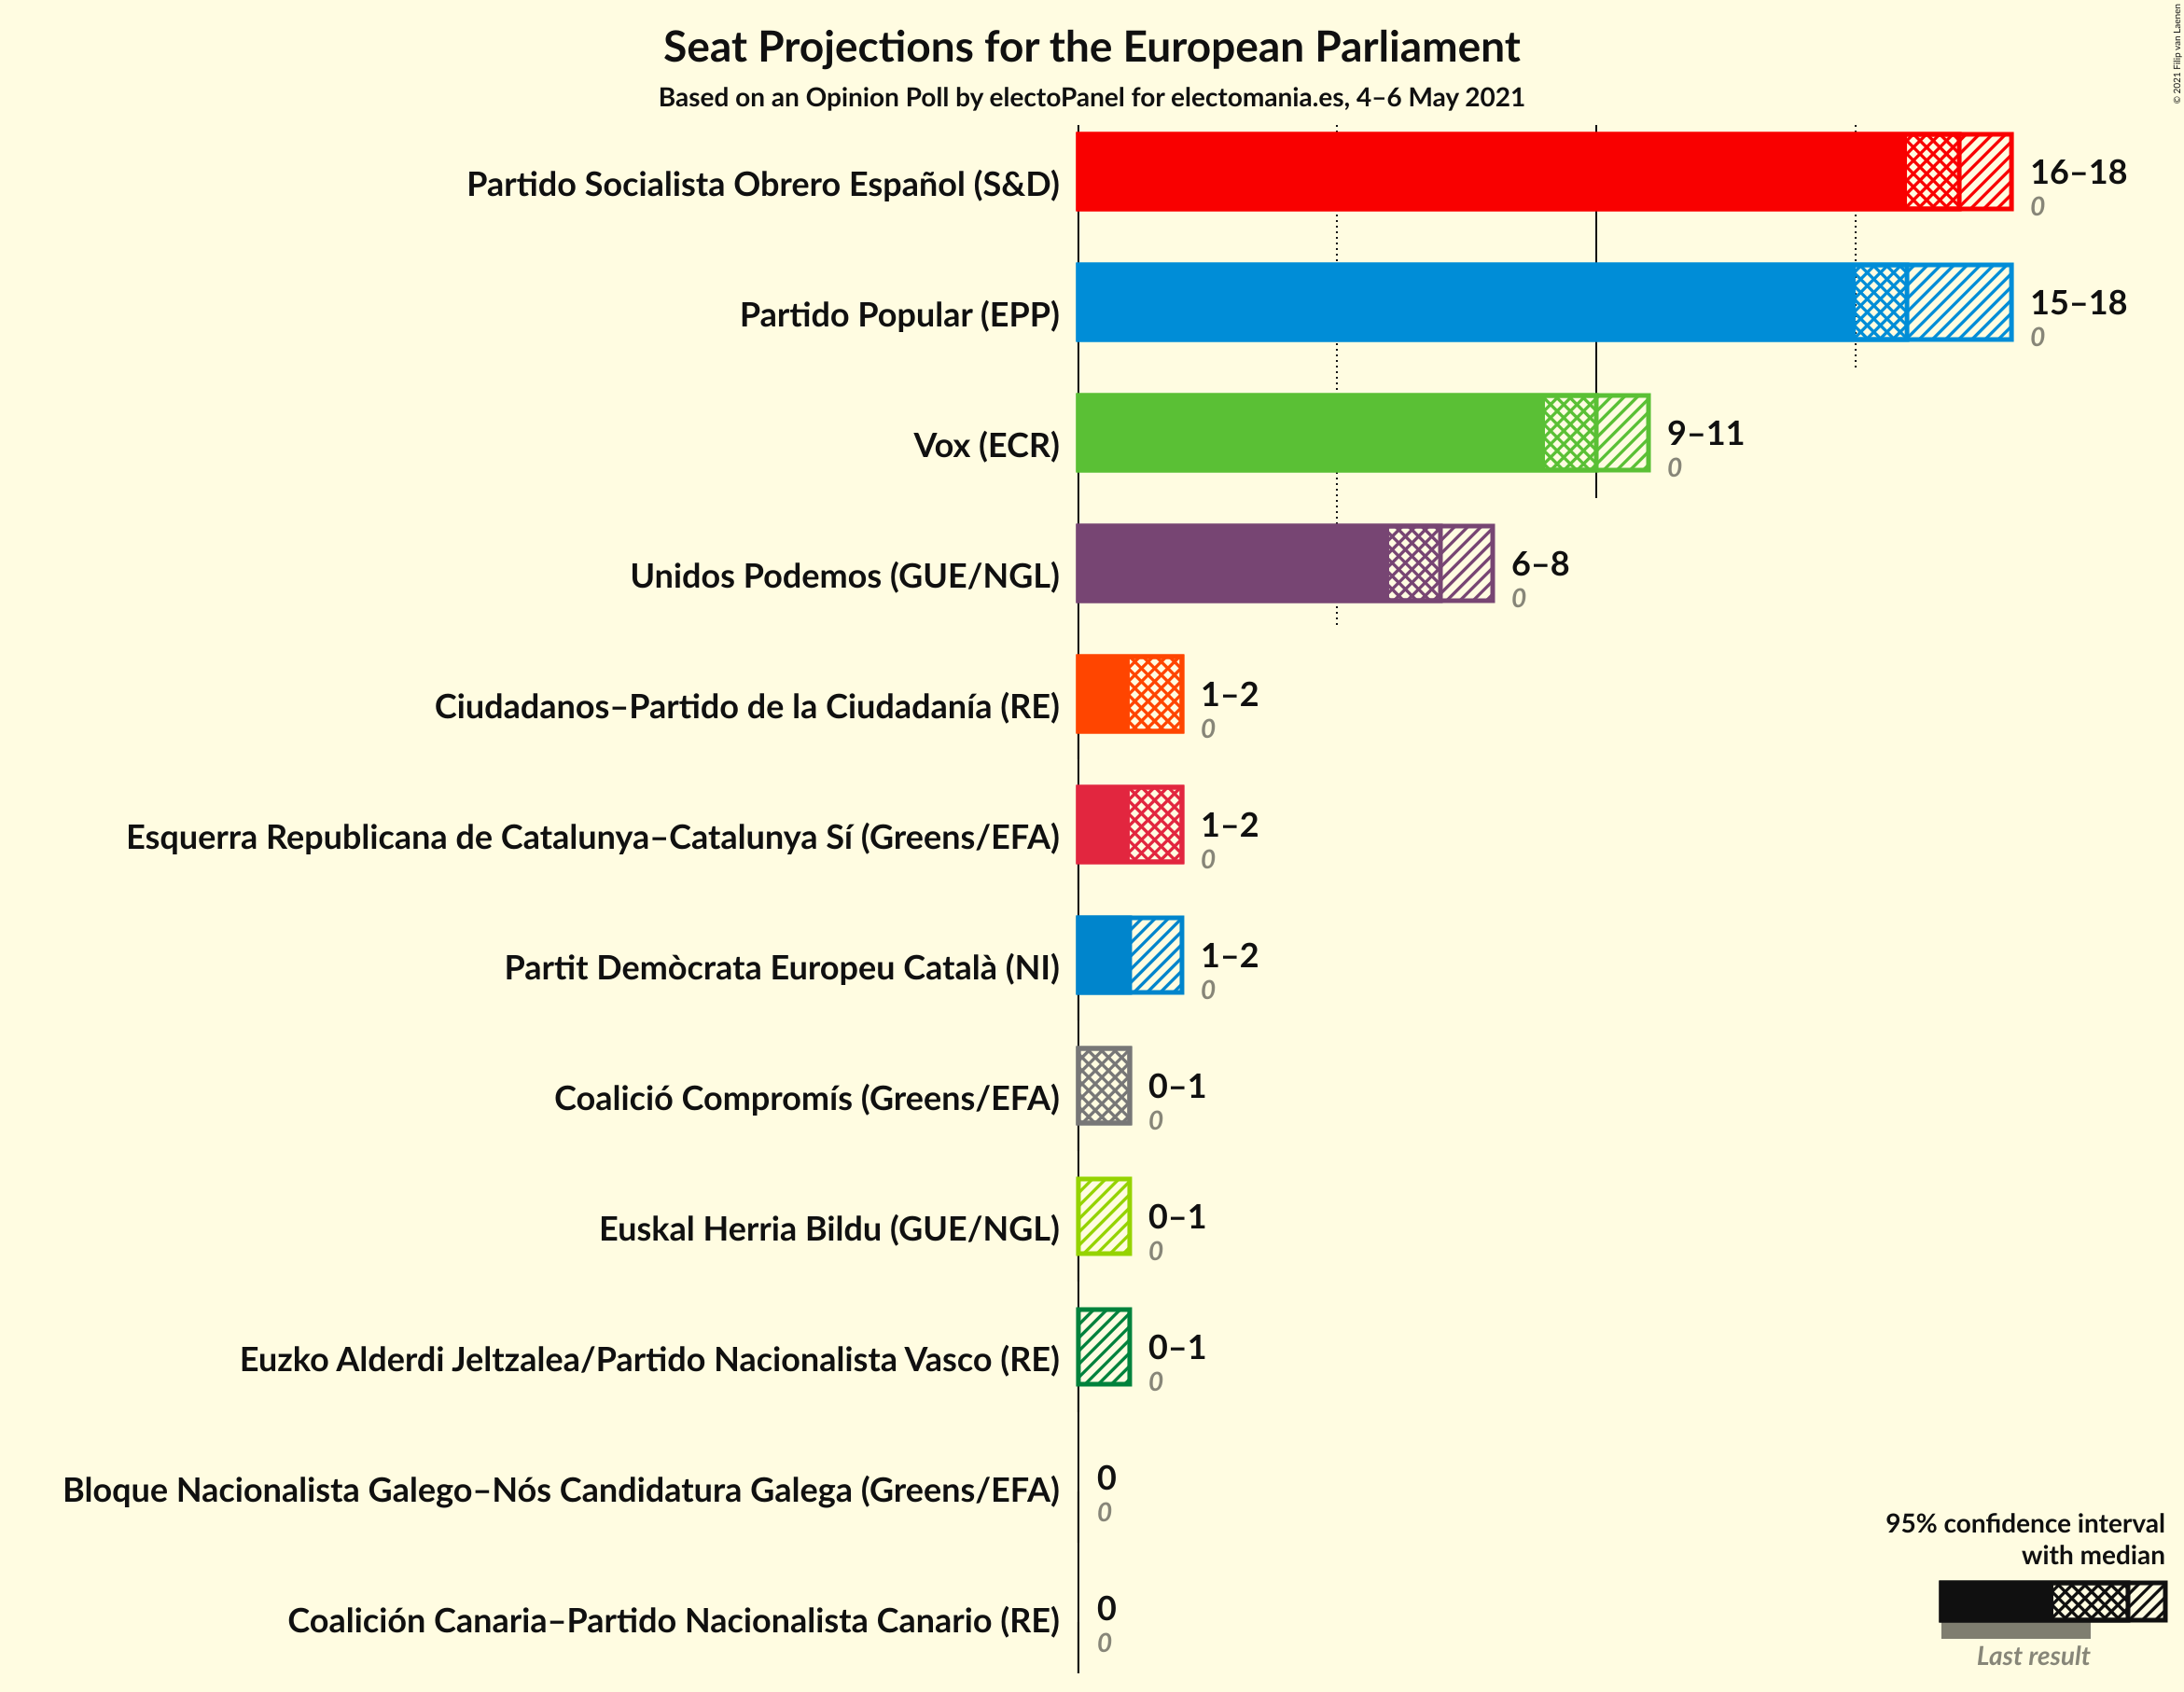 Seat Projections for the European Parliament
Based on an Opinion Poll by electoPanel for electomania.es, 4–6 May 2021
© 2021 Filip van Laenen
Partido Socialista Obrero Español (S&D)
16–18
0
Partido Popular (EPP)
15–18
0
Vox (ECR)
9–11
0
Unidos Podemos (GUE/NGL)
6–8
0
Ciudadanos–Partido de la Ciudadanía (RE)
1–2
0
Esquerra Republicana de Catalunya–Catalunya Sí (Greens/EFA)
1–2
0
Partit Demòcrata Europeu Català (NI)
1–2
0
Coalició Compromís (Greens/EFA)
0–1
0
Euskal Herria Bildu (GUE/NGL)
0–1
0
Euzko Alderdi Jeltzalea/Partido Nacionalista Vasco (RE)
0–1
0
Bloque Nacionalista Galego–Nós Candidatura Galega (Greens/EFA)
0
0
Coalición Canaria–Partido Nacionalista Canario (RE)
0
0
95% confidence interval
with median
Last result